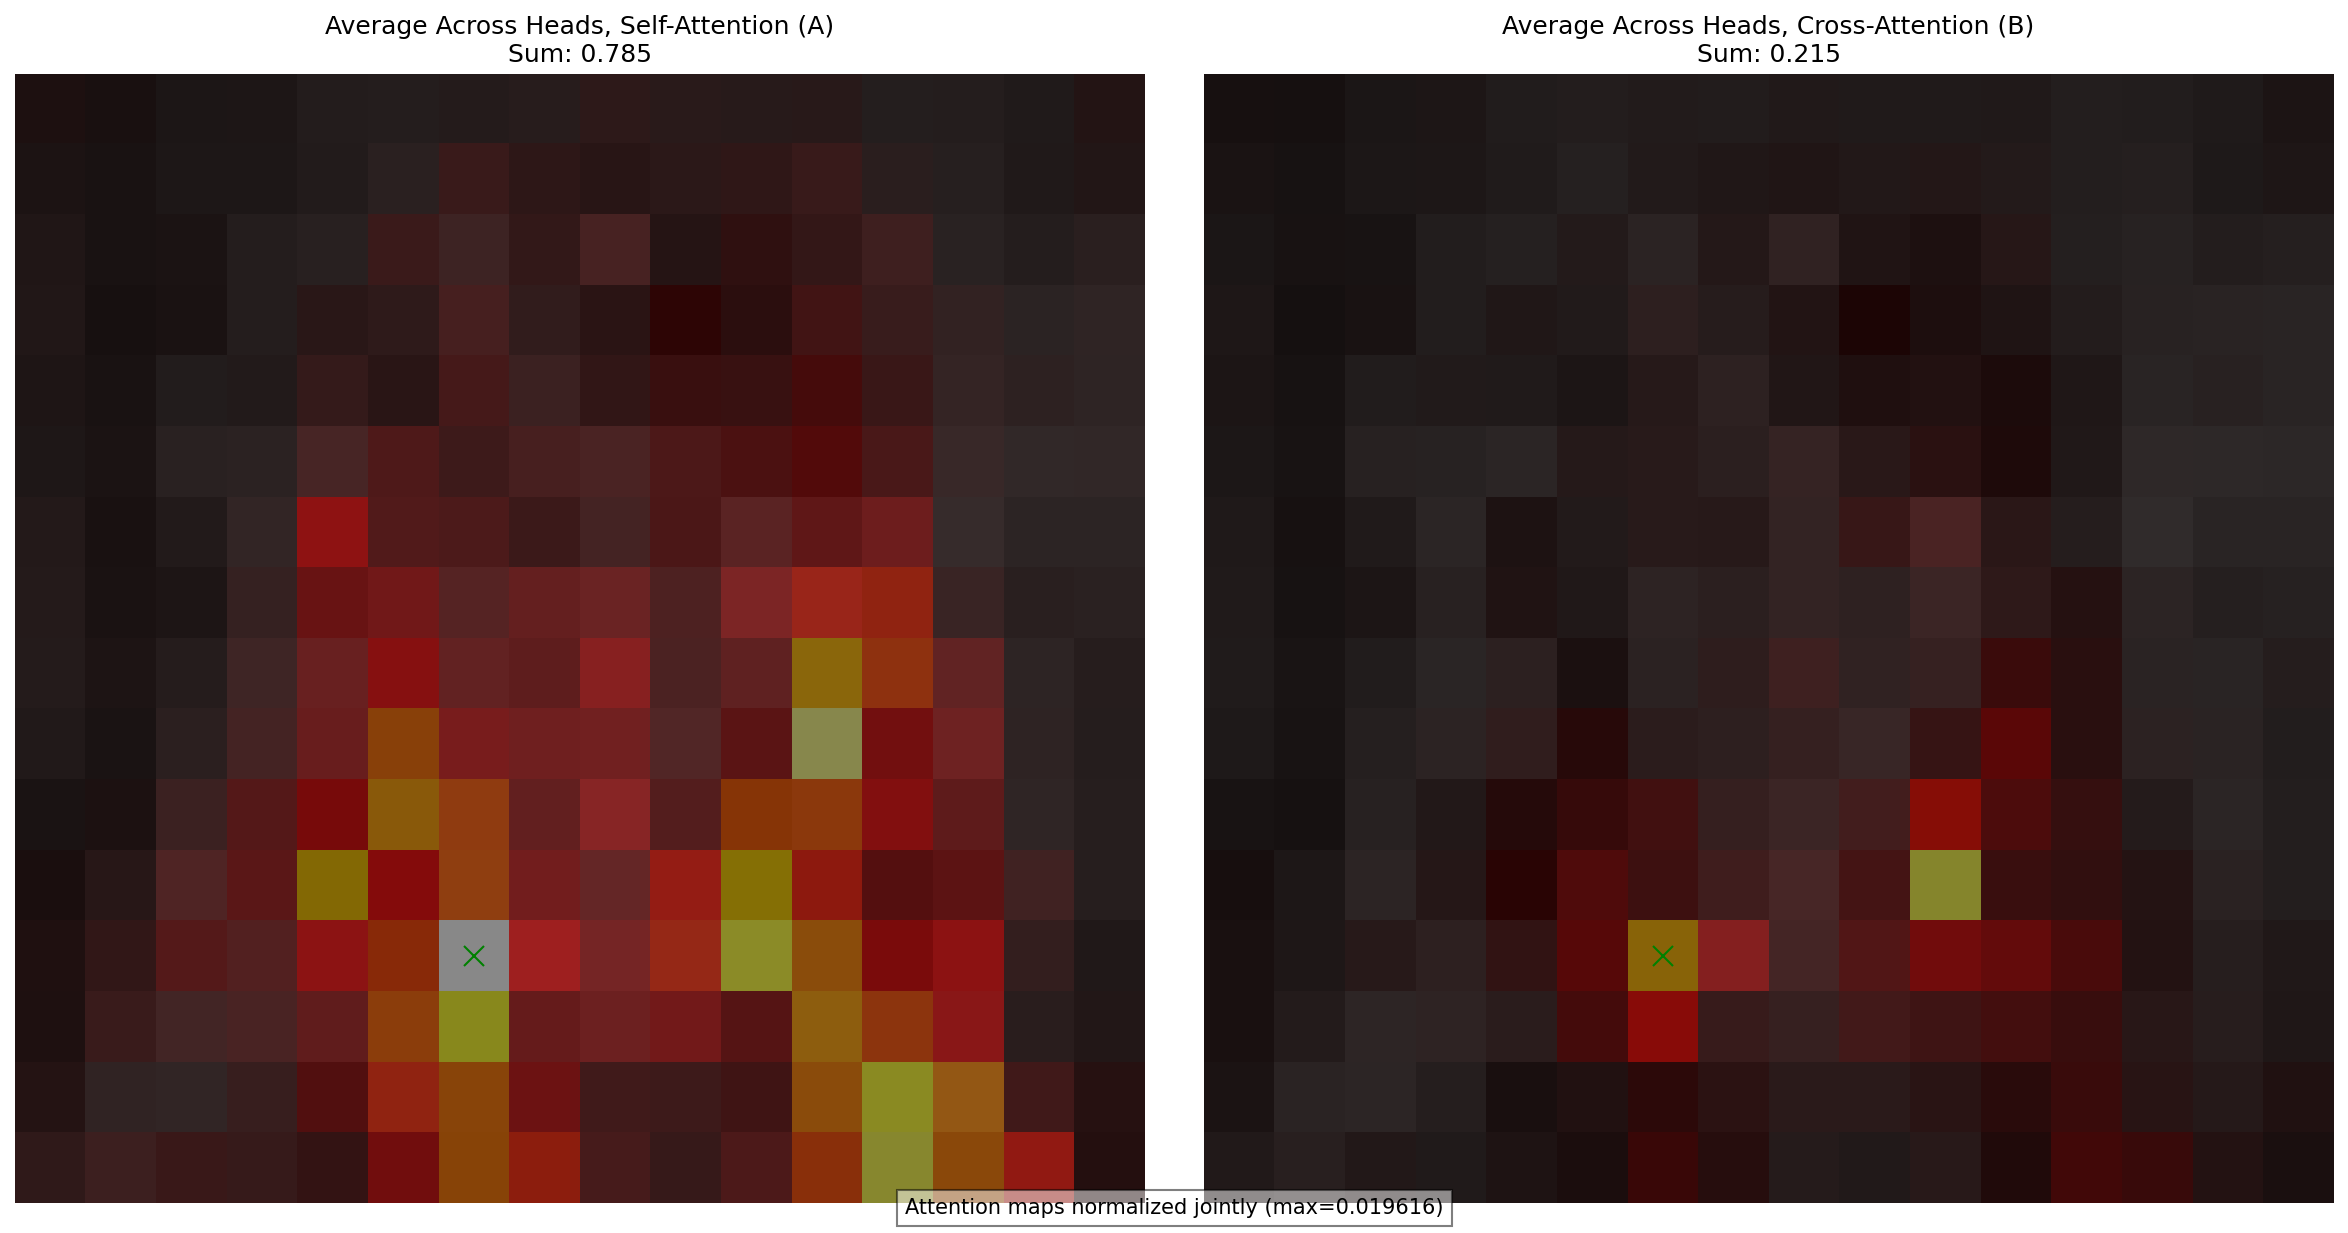 Average Across Heads, Self-Attention (A)
Sum: 0.785
Average Across Heads, Cross-Attention (B)
Sum: 0.215
Attention maps normalized jointly (max=0.019616)